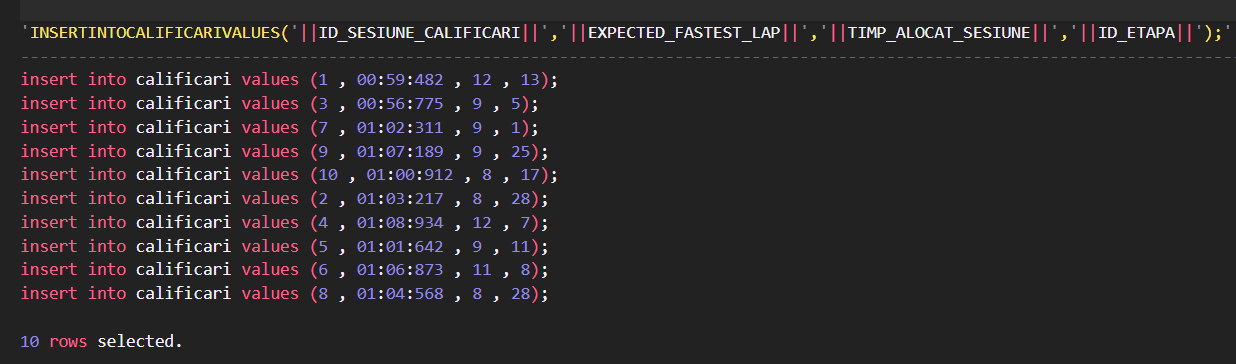 'INSERTINTOCALIFICARIVALUES('||ID_SESIUNE_CALIFICARI||','||EXPECTED_FASTEST_LAP||','||TIMP_ALOCAT_SESIUNE||','||ID_ETAPA||');'
--------------------------------------------------------------------------------------------------------------------------------
insert into calificari values (1 , 00:59:482 , 12 , 13);
insert into calificari values (3 , 00:56:775 , 9 , 5);
insert into calificari values (7 , 01:02:311 , 9 , 1);
insert into calificari values (9 , 01:07:189 , 9 , 25);
insert into calificari values (10 , 01:00:912 , 8 , 17);
insert into calificari values (2 , 01:03:217 , 8 , 28);
insert into calificari values (4 , 01:08:934 , 12 , 7);
insert into calificari values (5 , 01:01:642 , 9 , 11);
insert into calificari values (6 , 01:06:873 , 11 , 8);
insert into calificari values (8 , 01:04:568 , 8 , 28);
10 rows selected.